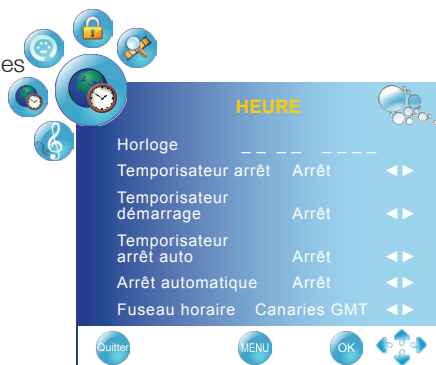 es
HEURE
Horloge _ _ _ _ _ _ _ _
Temporisateur arrêt Arrêt ◀ ▶
Temporisateur
démarrage Arrêt ◀ ▶
Temporisateur
arrêt auto Arrêt ◀ ▶
Arrêt automatique Arrêt ◀ ▶
Fuseau horaire Canaries GMT ◀ ▶
Quitter MENU OK